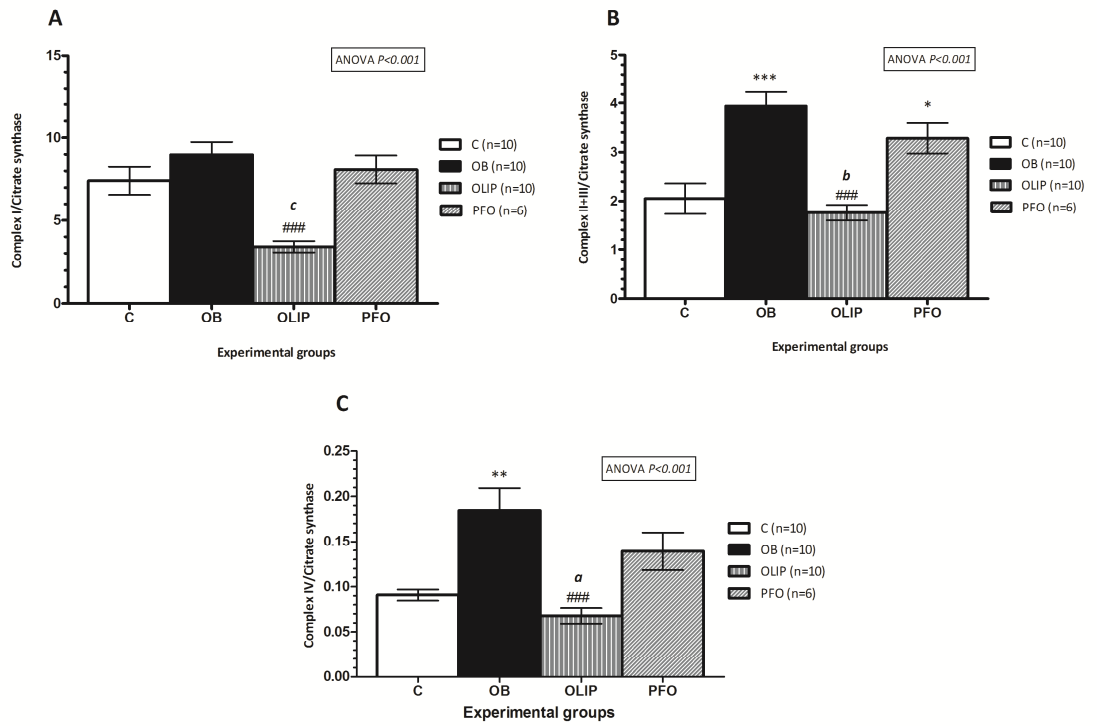 A
ANOVA P<0.001
15
10
5
0
Complex I/Citrate synthase
c
###
C
OB
OLIP
PFO
Experimental groups
C (n=10)
OB (n=10)
OLIP (n=10)
PFO (n=6)
B
ANOVA P<0.001
5
4
3
2
1
0
Complex II+III/Citrate synthase
***
b
###
*
C
OB
OLIP
PFO
Experimental groups
C (n=10)
OB (n=10)
OLIP (n=10)
PFO (n=6)
C
ANOVA P<0.001
0.25
0.20
0.15
0.10
0.05
0.00
Complex IV/Citrate synthase
**
a
###
C
OB
OLIP
PFO
Experimental groups
C (n=10)
OB (n=10)
OLIP (n=10)
PFO (n=6)